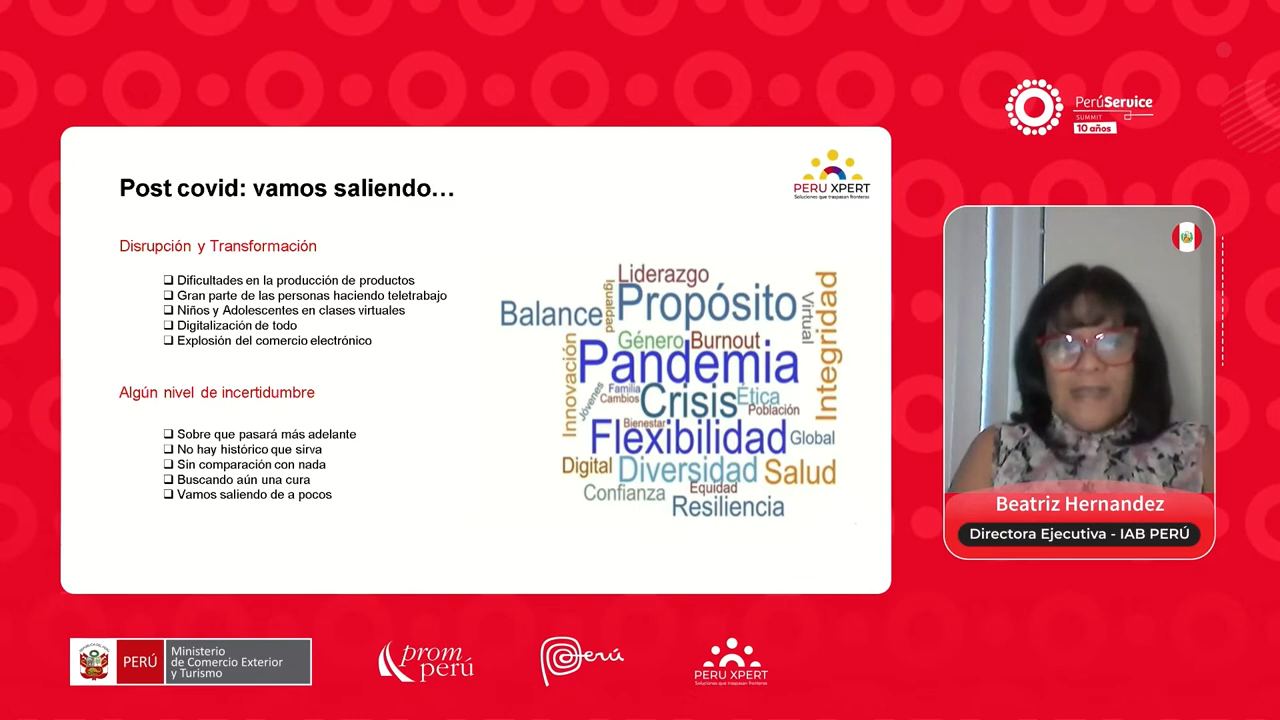 PerúService
SUMMIT
10 años
Post covid: vamos saliendo...
PERU XPERT
Soluciones que traspasan fronteras
Disrupción y Transformación
❑ Dificultades en la producción de productos
❑ Gran parte de las personas haciendo teletrabajo
❑ Niños y Adolescentes en clases virtuales
❑ Digitalización de todo
❑ Explosión del comercio electrónico
Algún nivel de incertidumbre
❑ Sobre que pasará más adelante
❑ No hay histórico que sirva
❑ Sin comparación con nada
❑ Buscando aún una cura
❑ Vamos saliendo de a pocos
Liderazgo
Igualdad
Propósito
Balance
Virtual
Integridad
Género
Burnout
Innovación
Pandemia
Jóvenes
Familia
Cambios
Crisis
Ética
Población
Bienestar
Flexibilidad
Global
Digital
Diversidad
Salud
Confianza
Equidad
Resiliencia
Beatriz Hernandez
Directora Ejecutiva - IAB PERÚ
PERÚ
Ministerio
de Comercio Exterior
y Turismo
prom
perú
Perú
PERU XPERT
Soluciones que traspasan fronteras